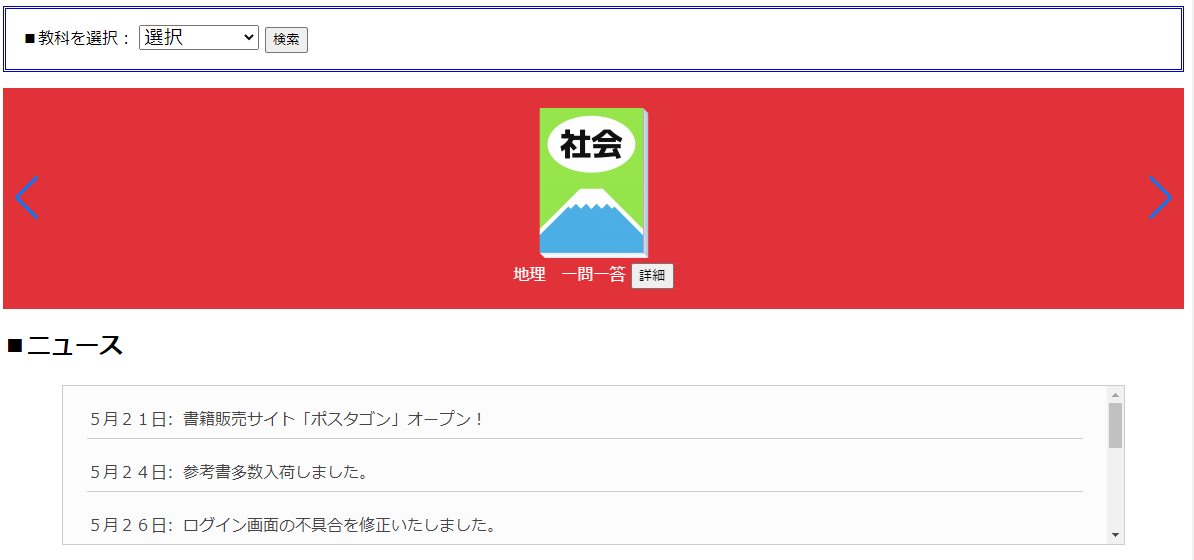 ■教科を選択： 選択 検索
社会
地理　一問一答 詳細
■ニュース
５月２１日: 書籍販売サイト「ポスタゴン」オープン！
５月２４日: 参考書多数入荷しました。
５月２６日: ログイン画面の不具合を修正いたしました。